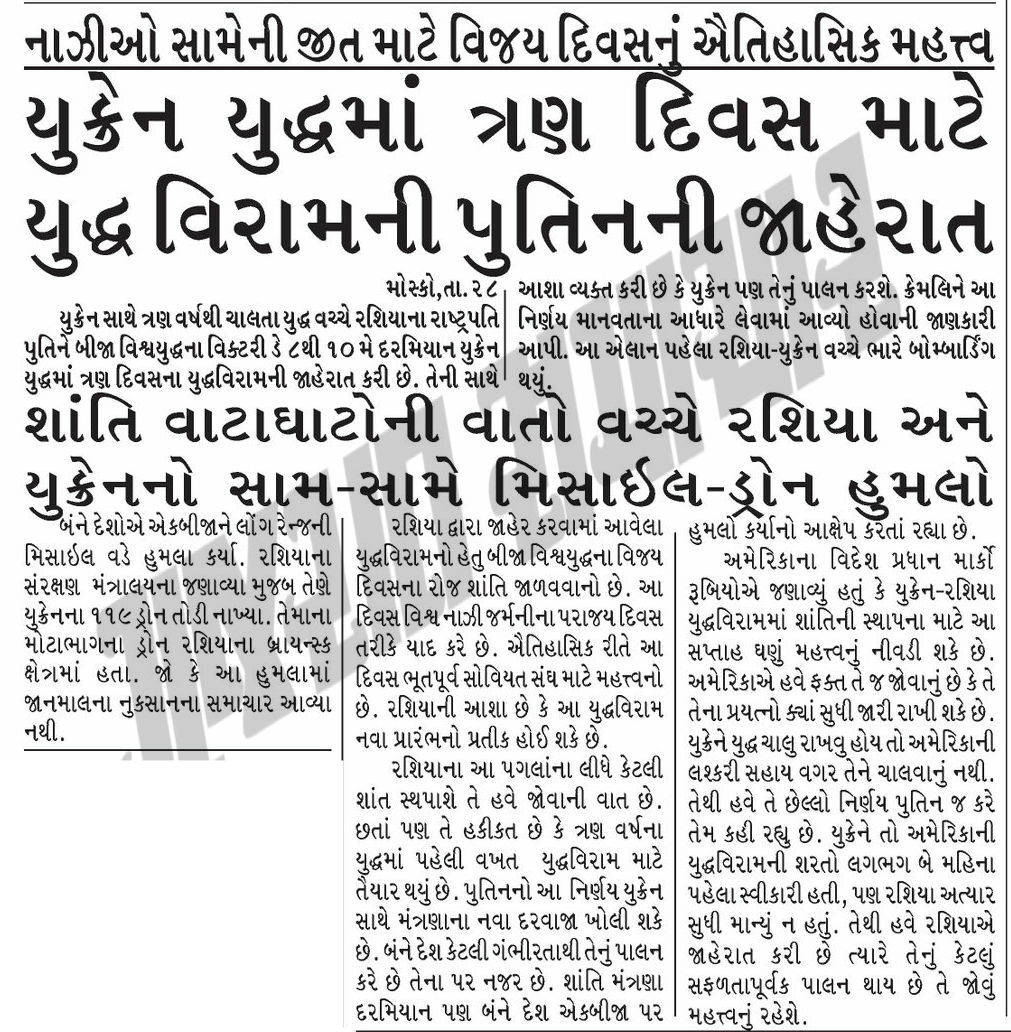 નાઝીઓ સામેની જીત માટે વિજય દિવસનું ઐતિહાસિક મહત્ત્વ
યુક્રેન યુદ્ધમાં ત્રણ દિવસ માટે
યુદ્ધ વિરામની પુતિનની જાહેરાત
મોસ્કો,તા.૨૮
યુક્રેન સાથે ત્રણ વર્ષથી ચાલતા યુદ્ધ વચ્ચે રશિયાના રાષ્ટ્રપતિ
પુતિને બીજા વિશ્વયુદ્ધના વિક્ટરી ડે ૮થી ૧૦ મે દરમિયાન યુક્રેન
યુદ્ધમાં ત્રણ દિવસના યુદ્ધવિરામની જાહેરાત કરી છે. તેની સાથે
આશા વ્યક્ત કરી છે કે યુક્રેન પણ તેનું પાલન કરશે. ક્રેમલિને આ
નિર્ણય માનવતાના આધારે લેવામાં આવ્યો હોવાની જાણકારી
આપી. આ એલાન પહેલા રશિયા-યુક્રેન વચ્ચે ભારે બોમ્બાર્ડિંગ
થયું.
શાંતિ વાટાઘાટોની વાતો વચ્ચે રશિયા અને
યુક્રેનનો સામ-સામે મિસાઈલ-ડ્રોન હુમલો
બંને દેશોએ એકબીજાને લોંગ રેન્જની
મિસાઈલ વડે હુમલા કર્યા. રશિયાના
સંરક્ષણ મંત્રાલયના જણાવ્યા મુજબ તેણે
યુક્રેનના ૧૧૯ ડ્રોન તોડી નાખ્યા. તેમાના
મોટાભાગના ડ્રોન રશિયાના બ્રાયન્સ્ક
ક્ષેત્રમાં હતા. જો કે આ હુમલામાં
જાનમાલના નુકસાનના સમાચાર આવ્યા
નથી.
રશિયા દ્વારા જાહેર કરવામાં આવેલા
યુદ્ધવિરામનો હેતુ બીજા વિશ્વયુદ્ધના વિજય
દિવસના રોજ શાંતિ જાળવવાનો છે. આ
દિવસ વિશ્વ નાઝી જર્મનીના પરાજય દિવસ
તરીકે યાદ કરે છે. ઐતિહાસિક રીતે આ
દિવસ ભૂતપૂર્વ સોવિયત સંઘ માટે મહત્ત્વનો
છે. રશિયાની આશા છે કે આ યુદ્ધવિરામ
નવા પ્રારંભનો પ્રતીક હોઈ શકે છે.
રશિયાના આ પગલાંના લીધે કેટલી
શાંત સ્થપાશે તે હવે જોવાની વાત છે.
છતાં પણ તે હકીકત છે કે ત્રણ વર્ષના
યુદ્ધમાં પહેલી વખત યુદ્ધવિરામ માટે
તૈયાર થયું છે. પુતિનનો આ નિર્ણય યુક્રેન
સાથે મંત્રણાના નવા દરવાજા ખોલી શકે
છે. બંને દેશ કેટલી ગંભીરતાથી તેનું પાલન
કરે છે તેના પર નજર છે. શાંતિ મંત્રણા
દરમિયાન પણ બંને દેશ એકબીજા પર
હુમલો કર્યાનો આક્ષેપ કરતાં રહ્યા છે.
અમેરિકાના વિદેશ પ્રધાન માર્કો
રૂબિયોએ જણાવ્યું હતું કે યુક્રેન-રશિયા
યુદ્ધવિરામમાં શાંતિની સ્થાપના માટે આ
સપ્તાહ ઘણું મહત્ત્વનું નીવડી શકે છે.
અમેરિકાએ હવે ફક્ત તે જ જોવાનું છે કે તે
તેના પ્રયત્નો ક્યાં સુધી જારી રાખી શકે છે.
યુક્રેને યુદ્ધ ચાલુ રાખવુ હોય તો અમેરિકાની
લશ્કરી સહાય વગર તેને ચાલવાનું નથી.
તેથી હવે તે છેલ્લો નિર્ણય પુતિન જ કરે
તેમ કહી રહ્યુ છે. યુક્રેને તો અમેરિકાની
યુદ્ધવિરામની શરતો લગભગ બે મહિના
પહેલા સ્વીકારી હતી, પણ રશિયા અત્યાર
સુધી માન્યું ન હતું. તેથી હવે રશિયાએ
જાહેરાત કરી છે ત્યારે તેનું કેટલું
સફળતાપૂર્વક પાલન થાય છે તે જોવું
મહત્વનું રહેશે.